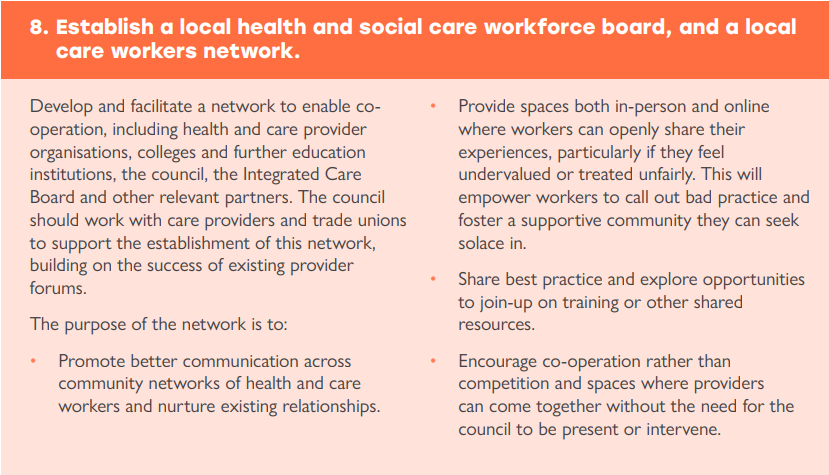 8. Establish a local health and social care workforce board, and a local
care workers network.
Develop and facilitate a network to enable co-
operation, including health and care provider
organisations, colleges and further education
institutions, the council, the Integrated Care
Board and other relevant partners. The council
should work with care providers and trade unions
to support the establishment of this network,
building on the success of existing provider
forums.
The purpose of the network is to:
• Promote better communication across
community networks of health and care
workers and nurture existing relationships.
• Provide spaces both in-person and online
where workers can openly share their
experiences, particularly if they feel
undervalued or treated unfairly. This will
empower workers to call out bad practice and
foster a supportive community they can seek
solace in.
• Share best practice and explore opportunities
to join-up on training or other shared
resources.
• Encourage co-operation rather than
competition and spaces where providers
can come together without the need for the
council to be present or intervene.